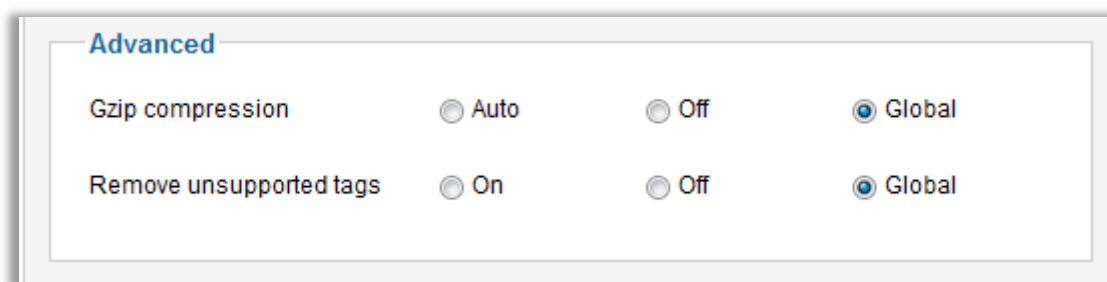 Advanced
Gzip compression Auto Off Global
Remove unsupported tags On Off Global